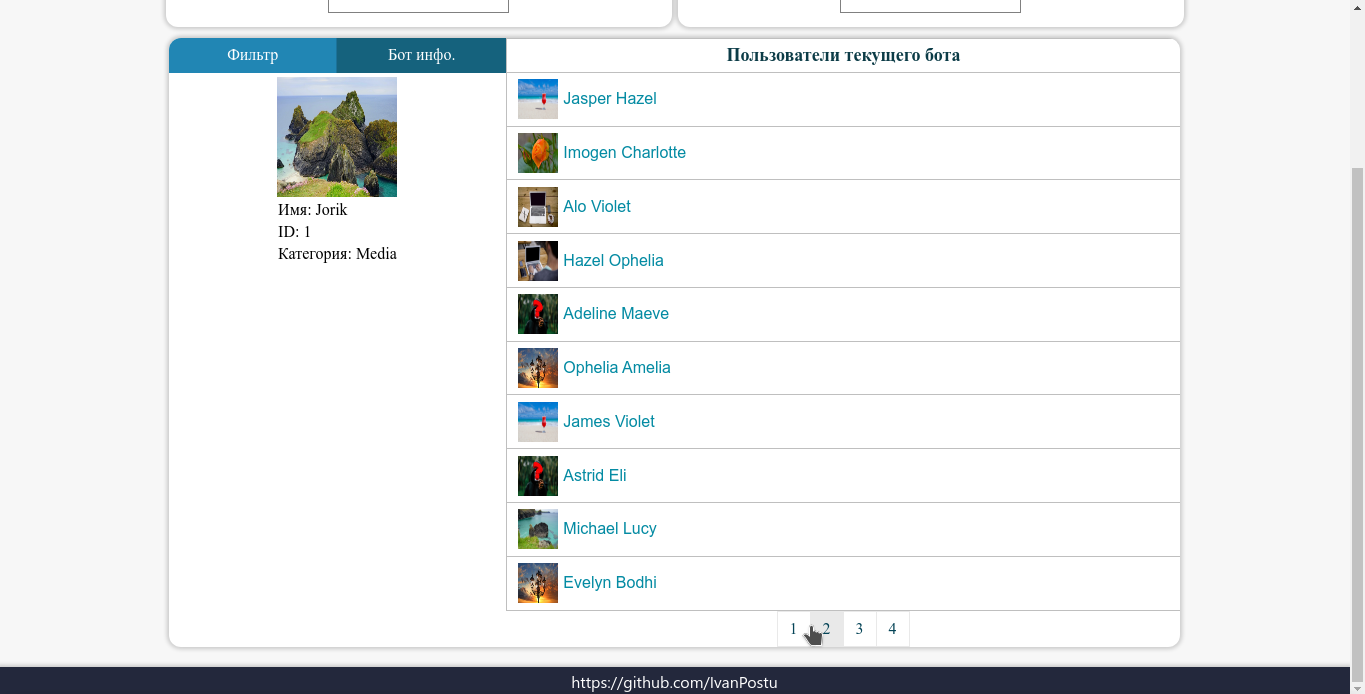 Фильтр
Бот инфо.
Имя: Jorik
ID: 1
Категория: Media
Пользователи текущего бота
Jasper Hazel
Imogen Charlotte
Alo Violet
Hazel Ophelia
Adeline Maeve
Ophelia Amelia
James Violet
Astrid Eli
Michael Lucy
Evelyn Bodhi
1 2 3 4
https://github.com/IvanPostu